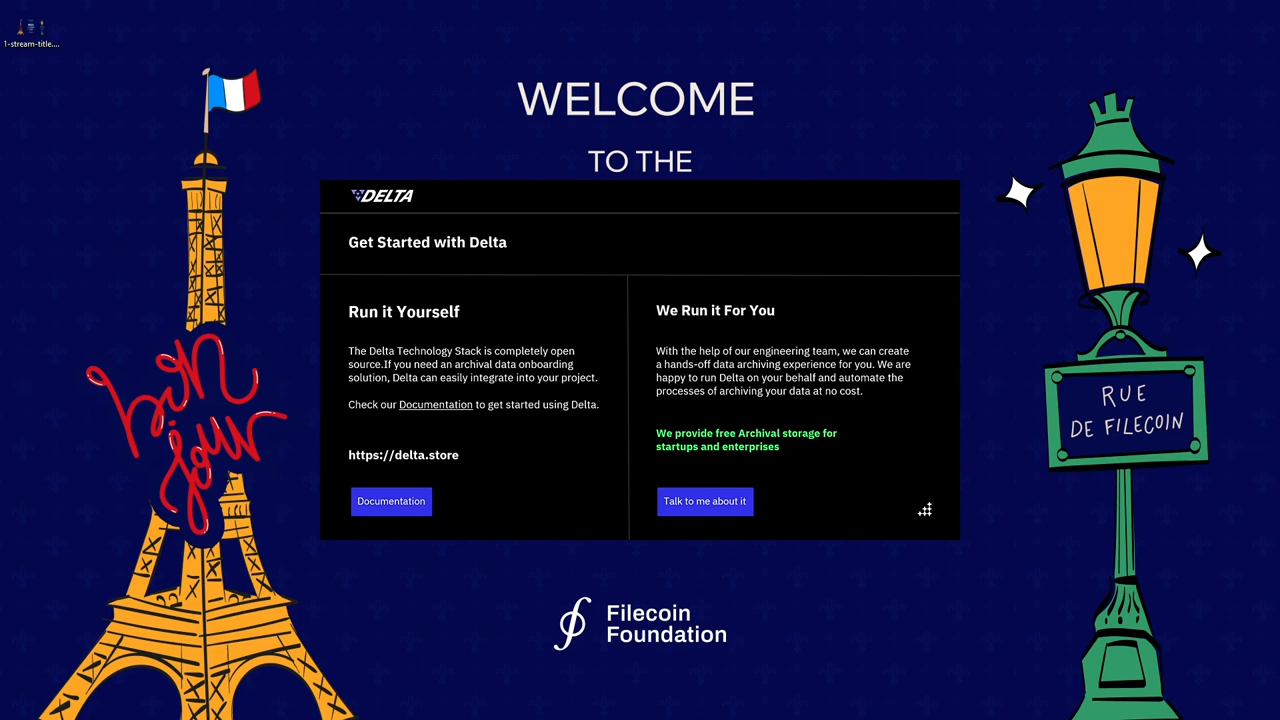 1-stream-title....
WELCOME
TO THE
DELTA
Get Started with Delta
Run it Yourself
The Delta Technology Stack is completely open
source.If you need an archival data onboarding
solution, Delta can easily integrate into your project.
Check our Documentation to get started using Delta.
https://delta.store
Documentation
We Run it For You
With the help of our engineering team, we can create
a hands-off data archiving experience for you. We are
happy to run Delta on your behalf and automate the
processes of archiving your data at no cost.
We provide free Archival storage for
startups and enterprises
Talk to me about it
bon
jour
RUE
DE FILECOIN
Filecoin
Foundation